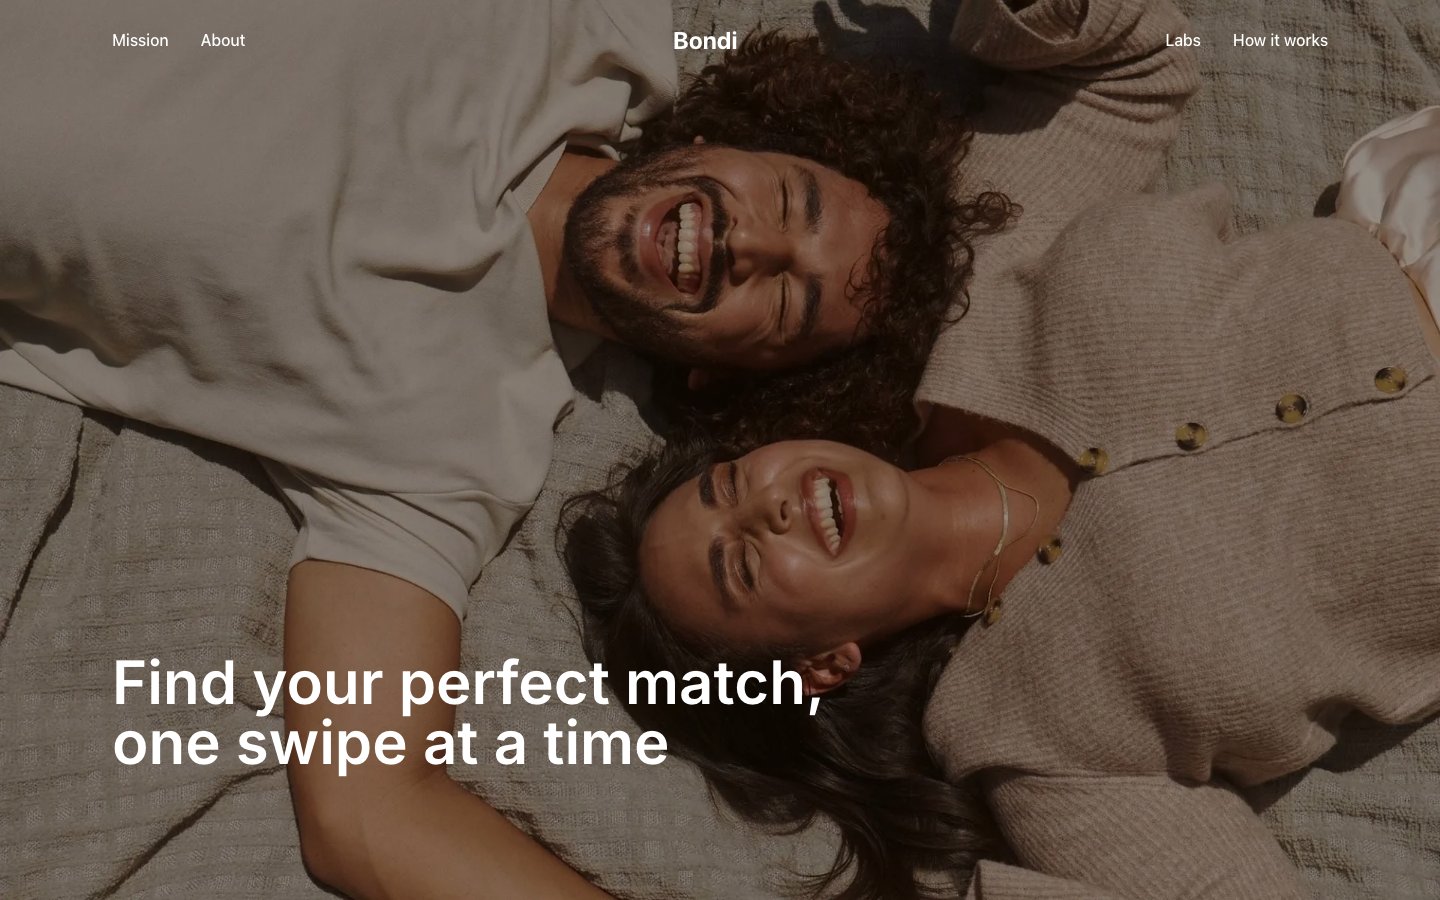 Mission About Bondi Labs How it works
Find your perfect match,
one swipe at a time